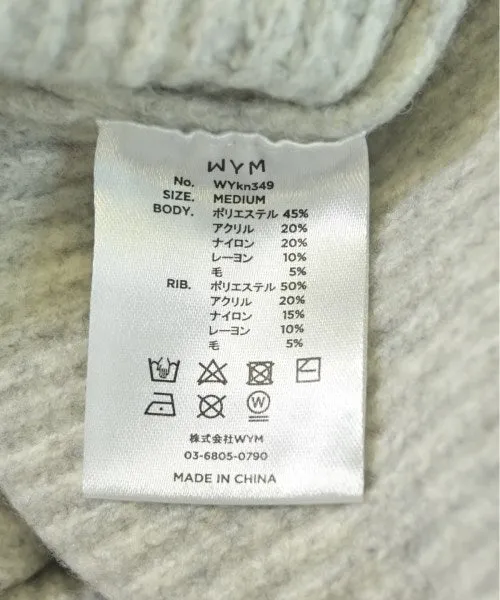 WYM
No. WYkn349
SIZE. MEDIUM
BODY. ポリエステル 45%
アクリル 20%
ナイロン 20%
レーヨン 10%
毛 5%
RIB. ポリエステル 50%
アクリル 20%
ナイロン 15%
レーヨン 10%
毛 5%
W
株式会社WYM
03-6805-0790
MADE IN CHINA